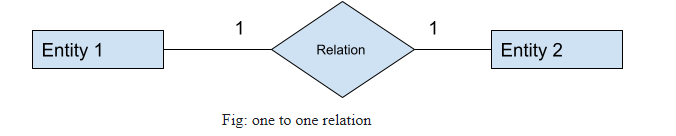 1 1
Entity 1 Relation Entity 2
Fig: one to one relation